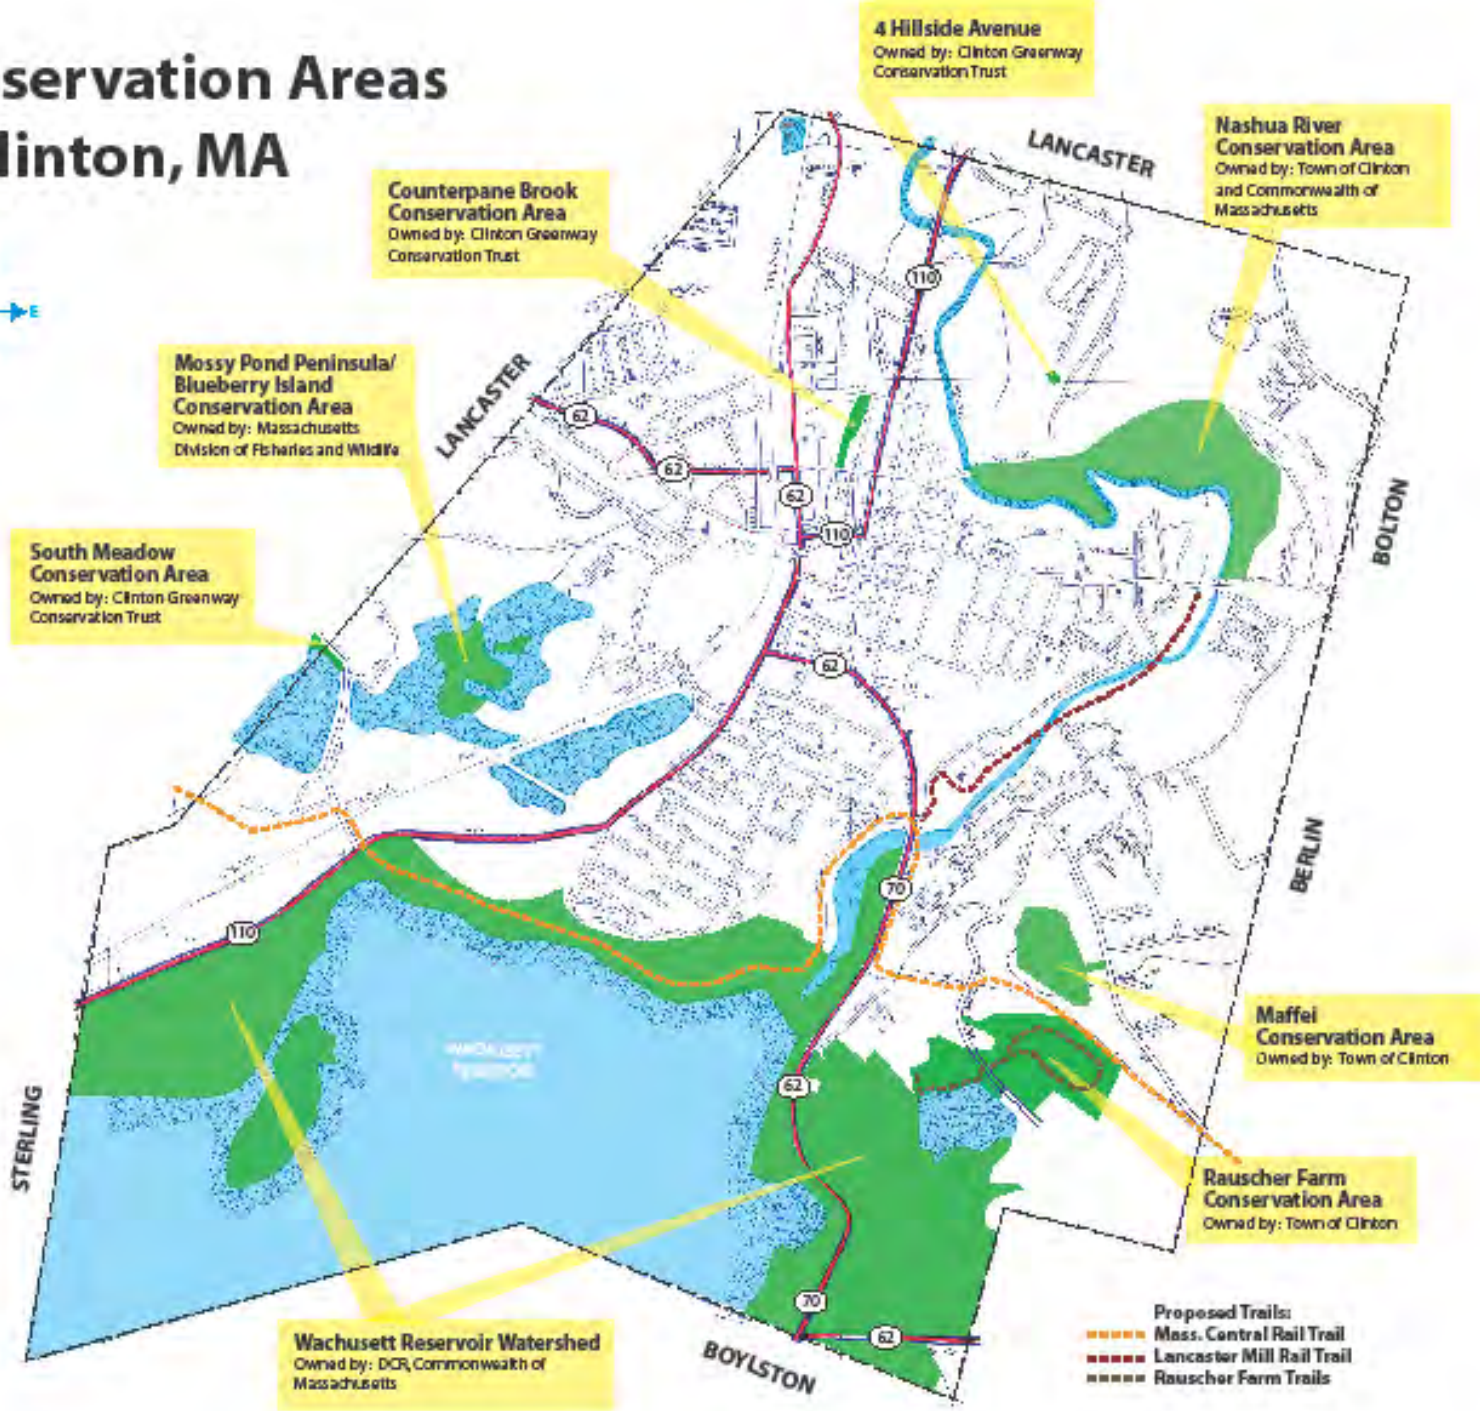 servation Areas
linton, MA
E
4 Hillside Avenue
Owned by: Clinton Greenway
Conservation Trust
Nashua River
Conservation Area
Owned by: Town of Clinton
and Commonwealth of
Massachusetts
LANCASTER
Counterpane Brook
Conservation Area
Owned by: Clinton Greenway
Conservation Trust
110
Mossy Pond Peninsula/
Blueberry Island
Conservation Area
Owned by: Massachusetts
Division of Fisheries and Wildlife
LANCASTER
62
62
62
110
BOLTON
South Meadow
Conservation Area
Owned by: Clinton Greenway
Conservation Trust
62
BERLIN
70
110
Maffei
Conservation Area
Owned by: Town of Clinton
WACHUSETT
RESERVOIR
62
STERLING
Rauscher Farm
Conservation Area
Owned by: Town of Clinton
70
62
Wachusett Reservoir Watershed
Owned by: DCR, Commonwealth of
Massachusetts
BOYLSTON
Proposed Trails:
Mass. Central Rail Trail
Lancaster Mill Rail Trail
Rauscher Farm Trails